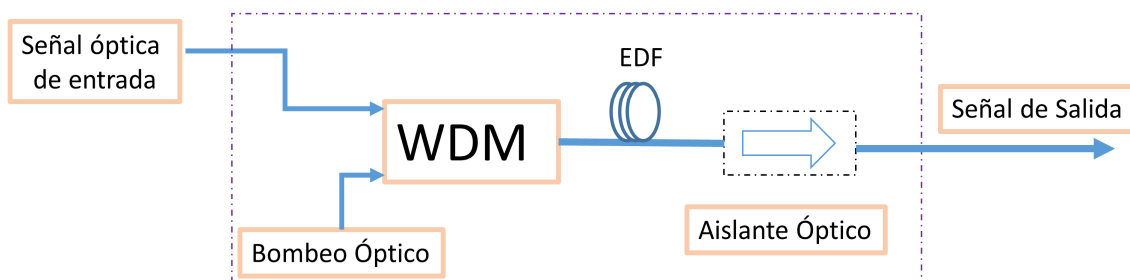 Señal óptica
de entrada
EDF
WDM
Señal de Salida
Bombeo Óptico
Aislante Óptico